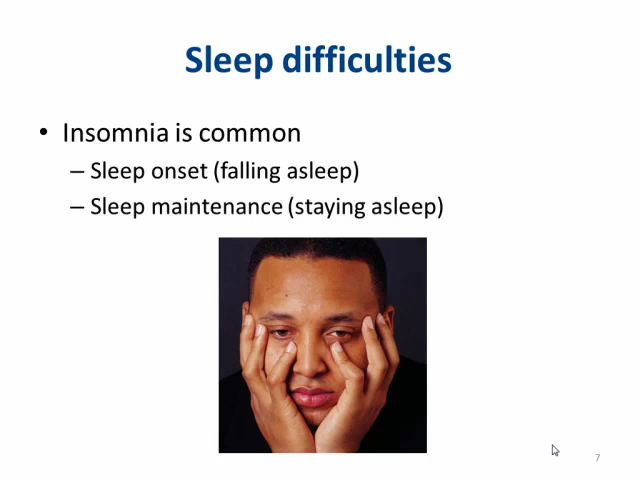 Sleep difficulties
• Insomnia is common
– Sleep onset (falling asleep)
– Sleep maintenance (staying asleep)
7